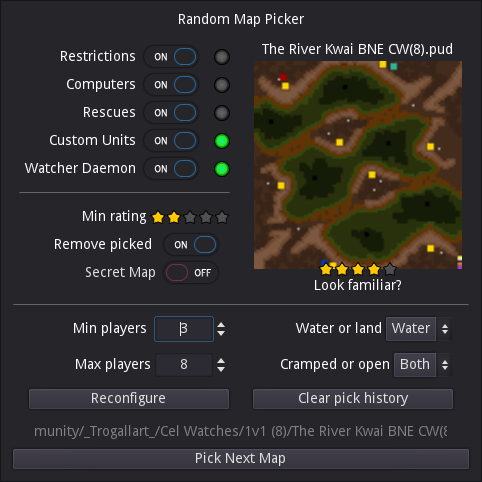 Random Map Picker
Restrictions ON
Computers ON
Rescues ON
Custom Units ON
Watcher Daemon ON
The River Kwai BNE CW(8).pud
Min rating
Remove picked ON
Secret Map OFF
Look familiar?
Min players 3
Water or land Water
Max players 8
Cramped or open Both
Reconfigure
Clear pick history
munity/_Trogallart_/Cel Watches/1v1 (8)/The River Kwai BNE CW(8
Pick Next Map